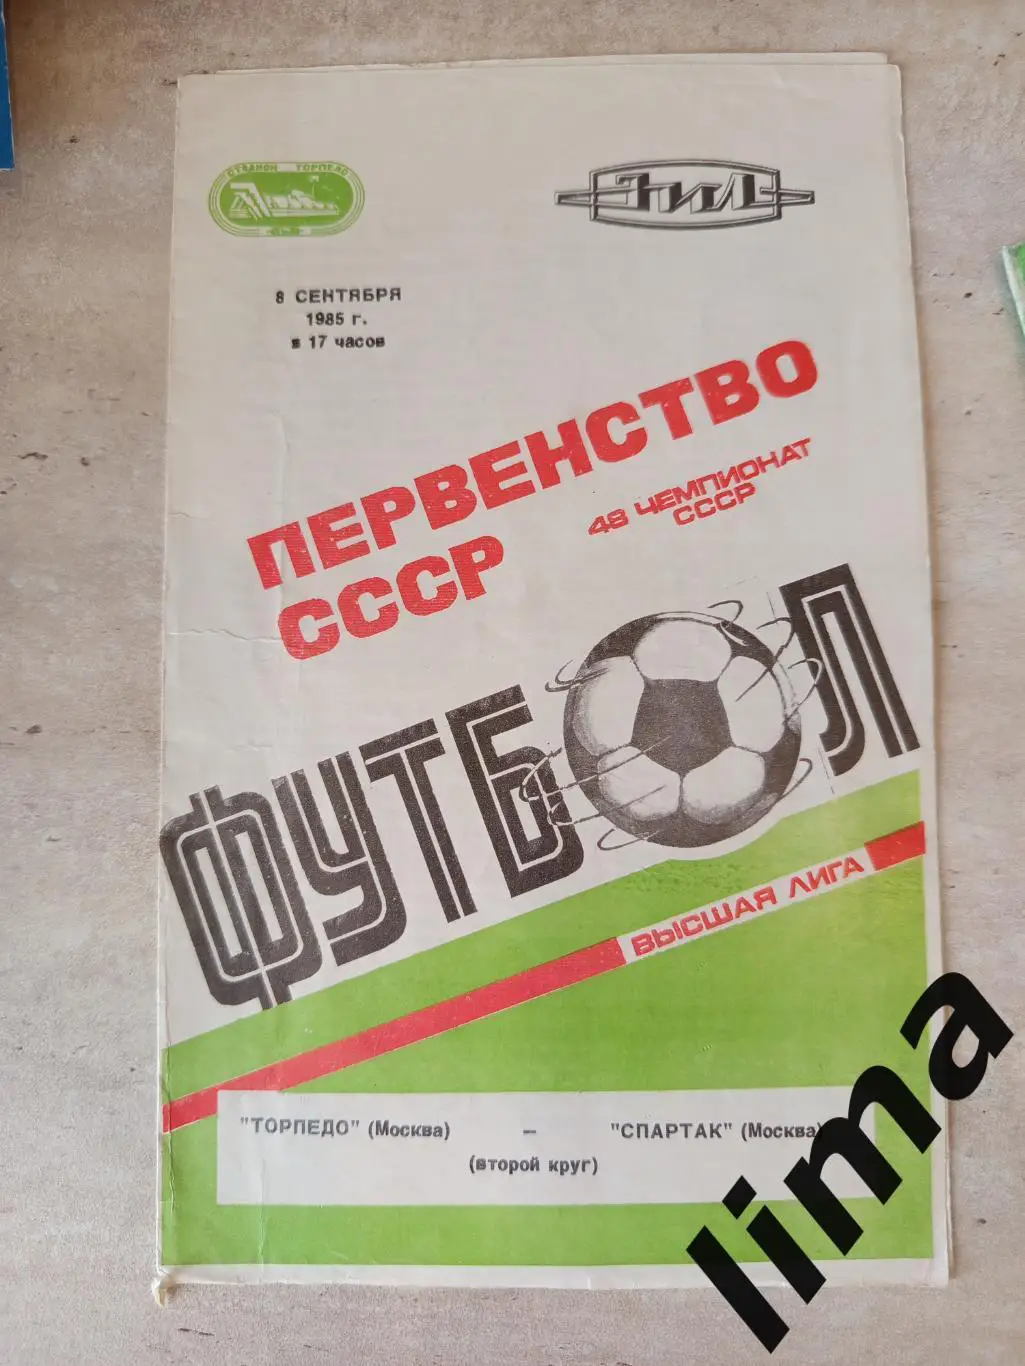 СТАДИОН ТОРПЕДО
ЗИЛ
8 СЕНТЯБРЯ
1985 г.
в 17 часов
ПЕРВЕНСТВО
СССР
48 ЧЕМПИОНАТ
СССР
ФУТБОЛ
ВЫСШАЯ ЛИГА
"ТОРПЕДО" (Москва) – "СПАРТАК" (Москва)
(второй круг)
lima